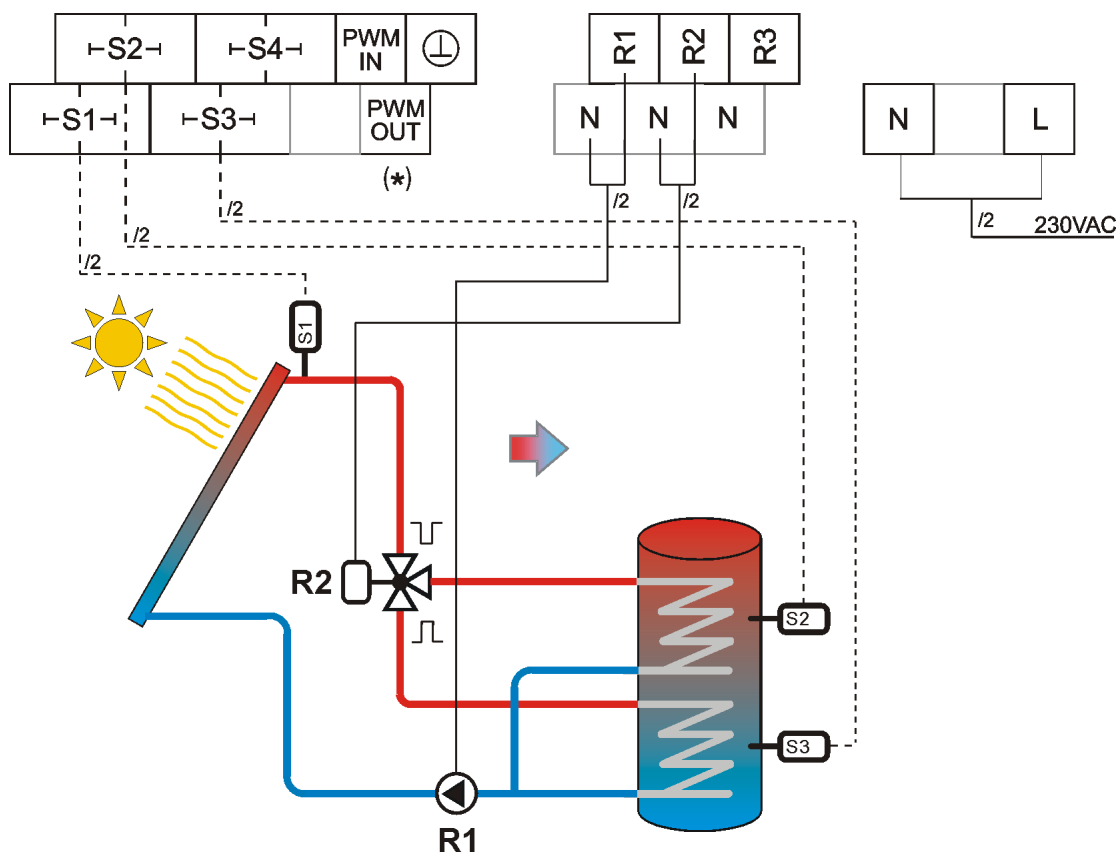 S2 S4 PWM IN
S1 S3 PWM OUT
(*)
R1 R2 R3
N N N
N L
/2
/2
/2
/2
/2
/2
230VAC
S1
R2
S2
S3
R1